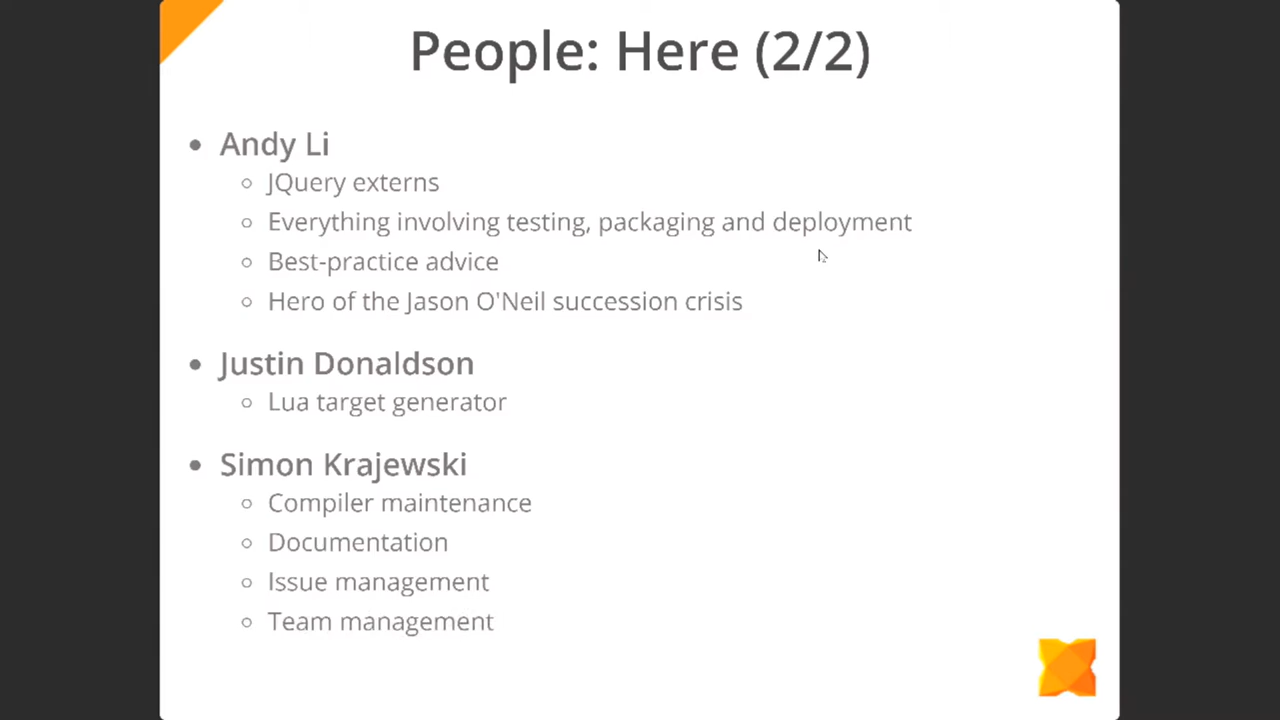 People: Here (2/2)
• Andy Li
◦ JQuery externs
◦ Everything involving testing, packaging and deployment
◦ Best-practice advice
◦ Hero of the Jason O'Neil succession crisis
• Justin Donaldson
◦ Lua target generator
• Simon Krajewski
◦ Compiler maintenance
◦ Documentation
◦ Issue management
◦ Team management